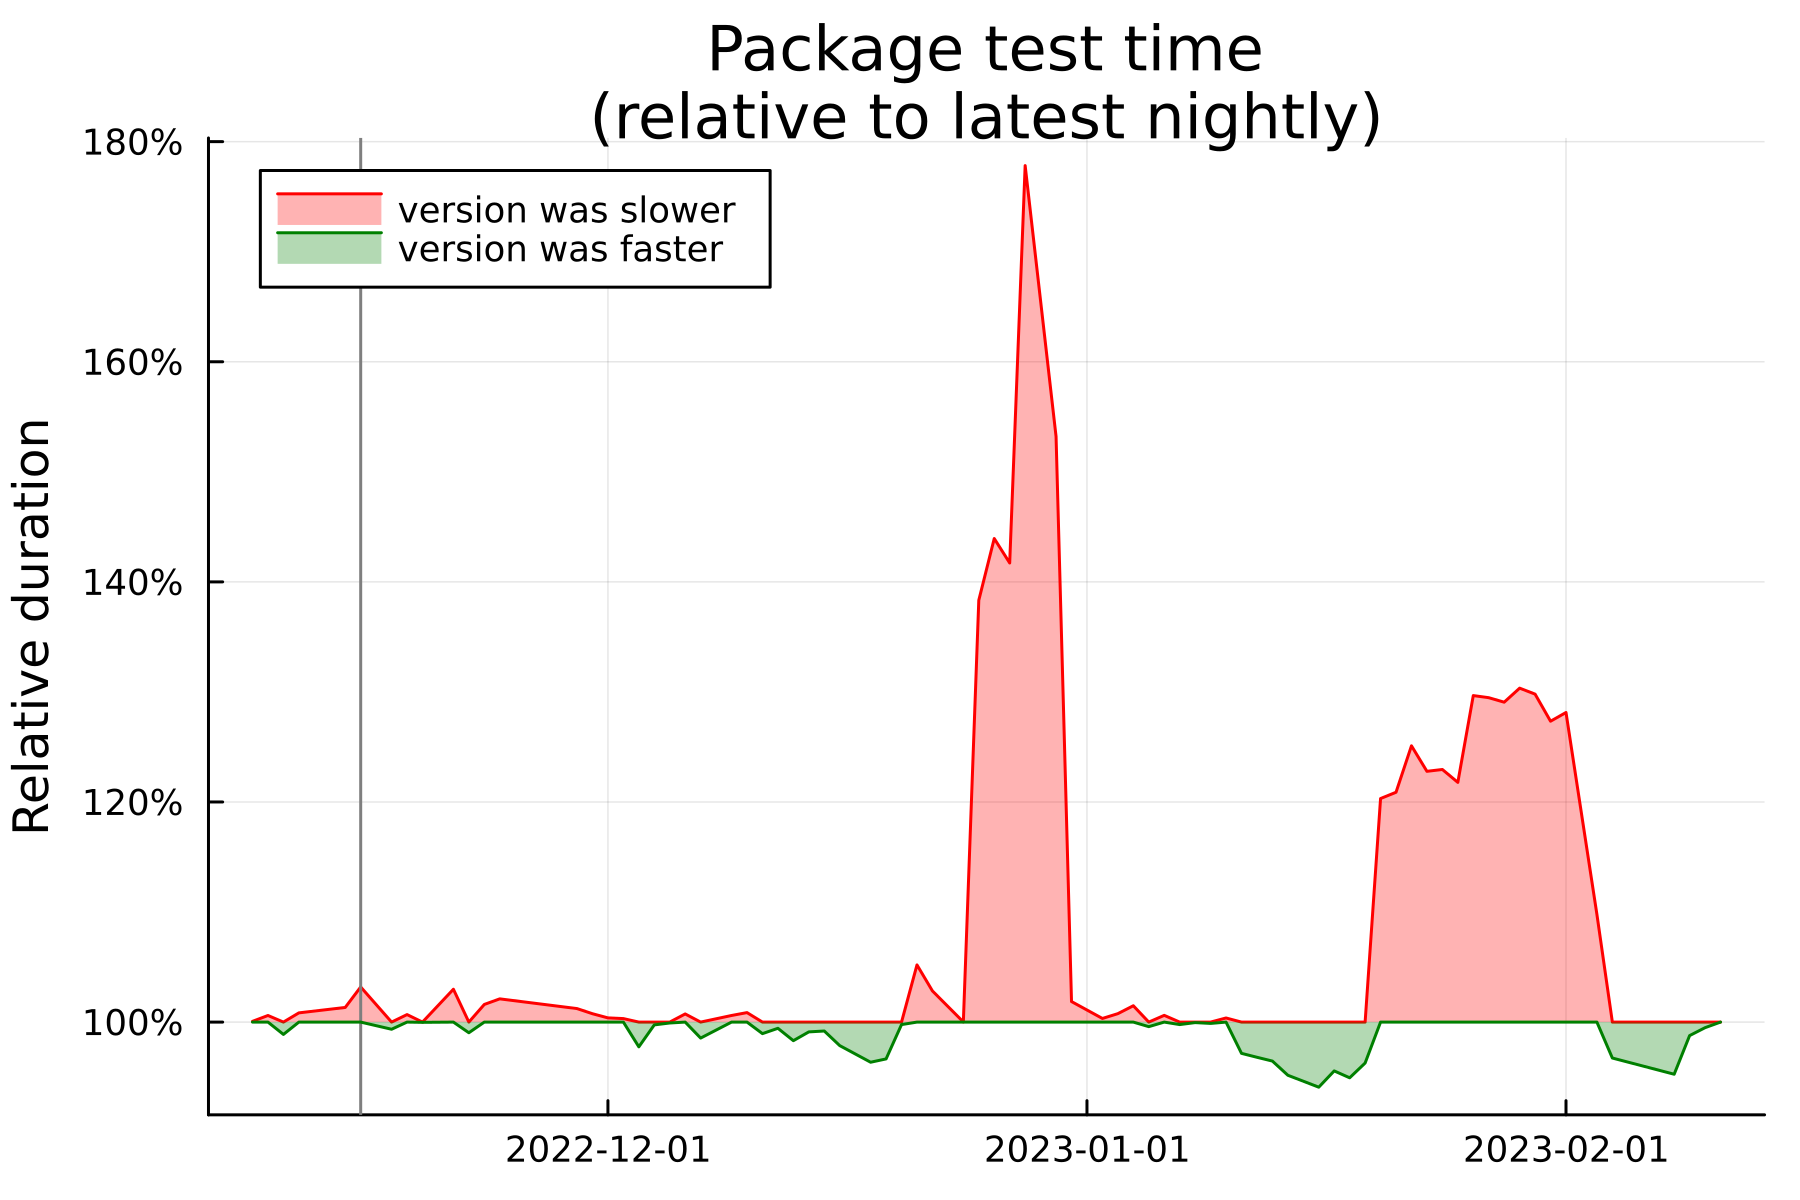 Package test time
(relative to latest nightly)
180%
version was slower
version was faster
160%
140%
120%
100%
Relative duration
2022-12-01
2023-01-01
2023-02-01